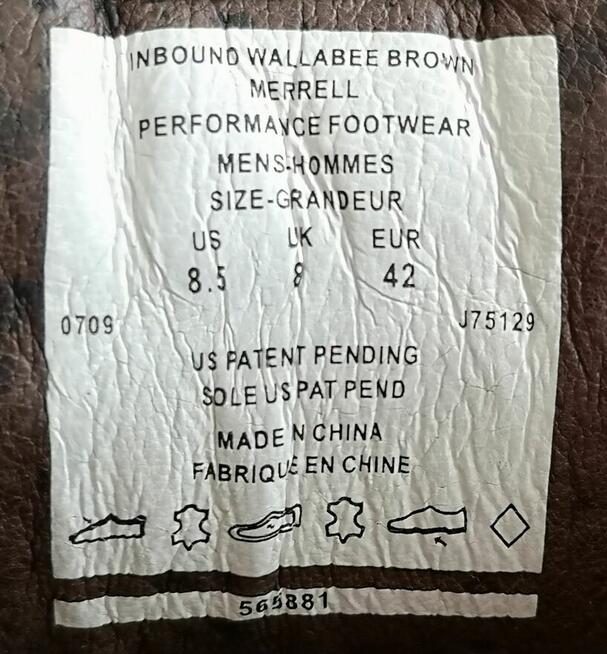 INBOUND WALLABEE BROWN
MERRELL
PERFORMANCE FOOTWEAR
MENS-HOMMES
SIZE-GRANDEUR
US UK EUR
8.5 8 42
0709 J75129
US PATENT PENDING
SOLE US PAT PEND
MADE N CHINA
FABRIQUE EN CHINE
565881